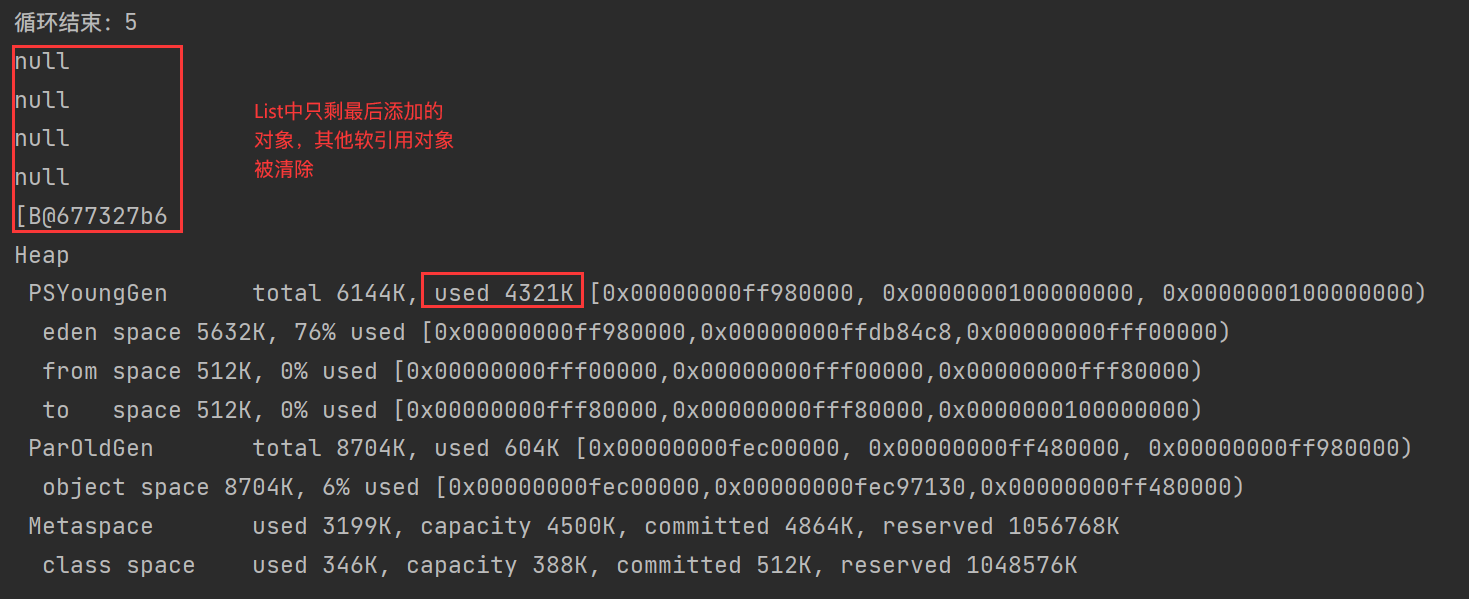 循环结束：5
null
null
null
null
[B@677327b6
List中只剩最后添加的
对象，其他软引用对象
被清除
Heap
PSYoungGen total 6144K, used 4321K [0x00000000ff980000, 0x0000000100000000, 0x0000000100000000)
eden space 5632K, 76% used [0x00000000ff980000,0x00000000ffdb84c8,0x00000000fff00000)
from space 512K, 0% used [0x00000000fff00000,0x00000000fff00000,0x00000000fff80000)
to space 512K, 0% used [0x00000000fff80000,0x00000000fff80000,0x0000000100000000)
ParOldGen total 8704K, used 604K [0x00000000fec00000, 0x00000000ff480000, 0x00000000ff980000)
object space 8704K, 6% used [0x00000000fec00000,0x00000000fec97130,0x00000000ff480000)
Metaspace used 3199K, capacity 4500K, committed 4864K, reserved 1056768K
class space used 346K, capacity 388K, committed 512K, reserved 1048576K